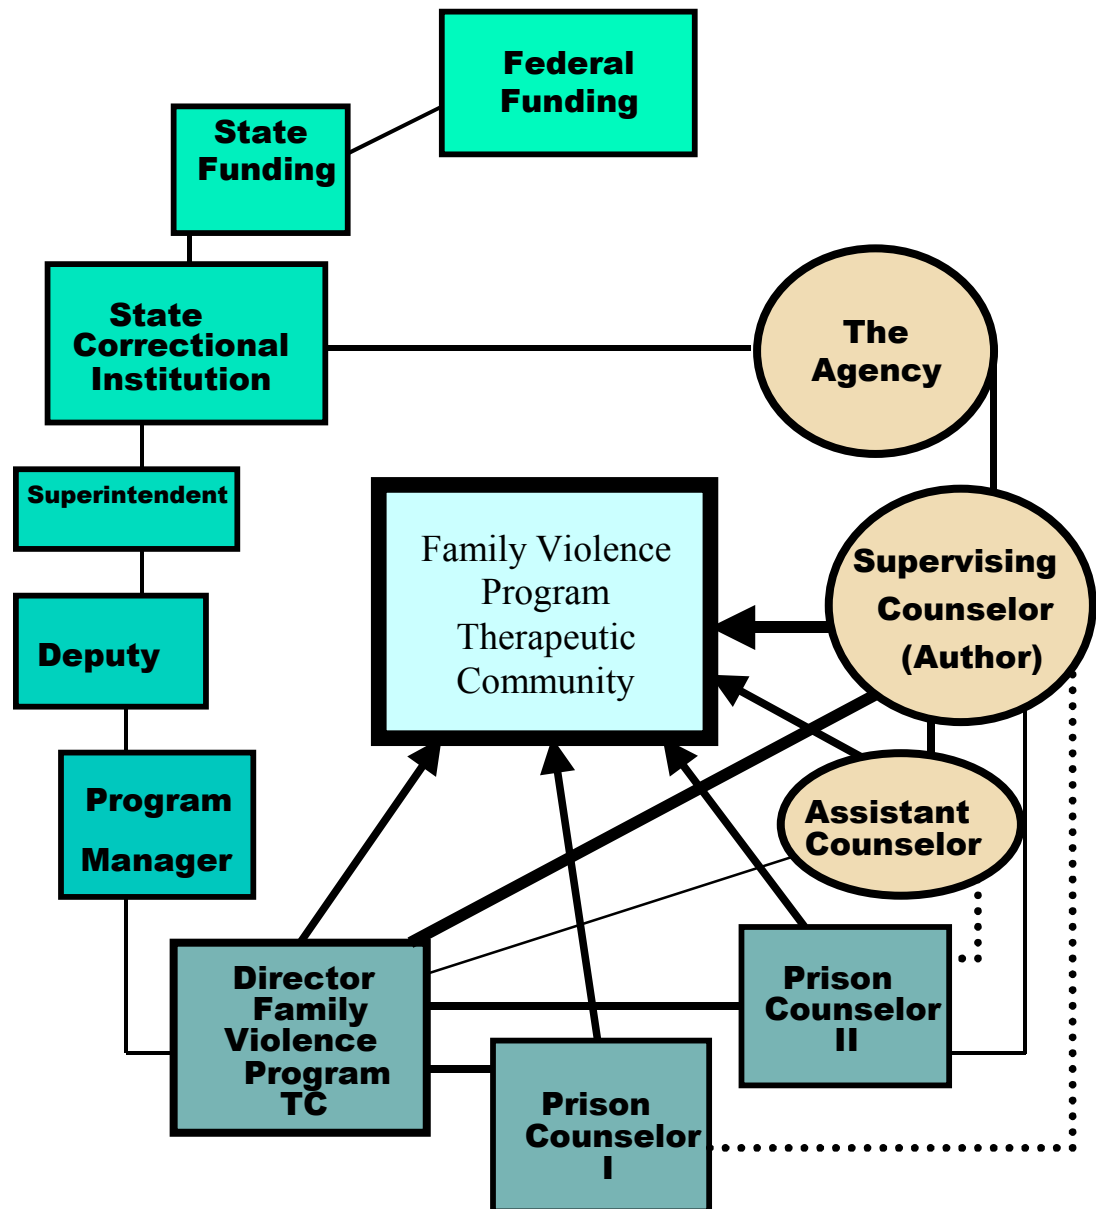 Federal
Funding
State
Funding
State
Correctional
Institution
The
Agency
Superintendent
Family Violence
Program
Therapeutic
Community
Supervising
Counselor
(Author)
Deputy
Program
Manager
Assistant
Counselor
Director
Family
Violence
Program
TC
Prison
Counselor
II
Prison
Counselor
I